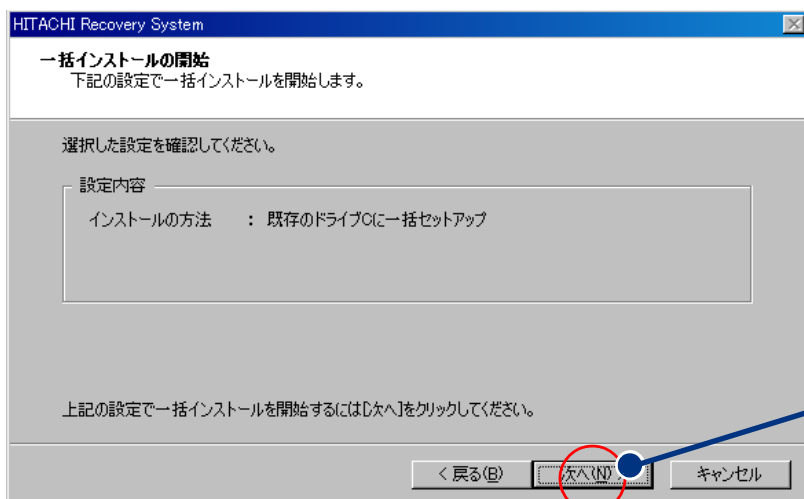 HITACHI Recovery System
一括インストールの開始
下記の設定で一括インストールを開始します。
選択した設定を確認してください。
設定内容
インストールの方法 : 既存のドライブCに一括セットアップ
上記の設定で一括インストールを開始するには[次へ]をクリックしてください。
< 戻る(B) 次へ(N) キャンセル